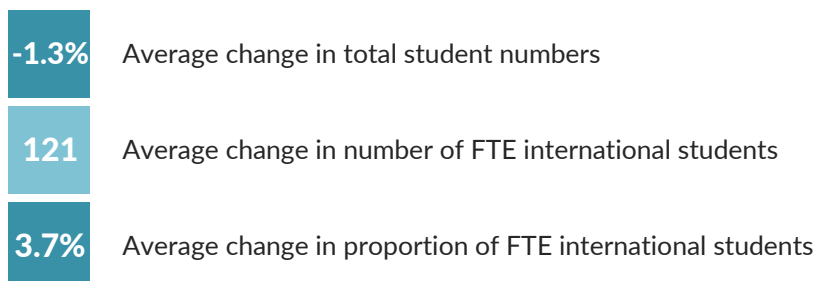 -1.3% Average change in total student numbers
121 Average change in number of FTE international students
3.7% Average change in proportion of FTE international students